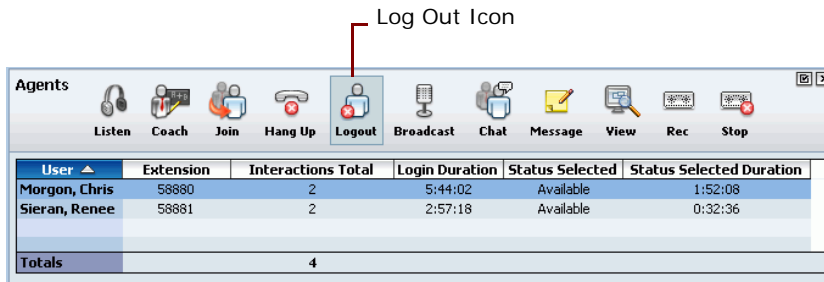 Log Out Icon
Agents
Listen Coach Join Hang Up Logout Broadcast Chat Message View Rec Stop
User Extension Interactions Total Login Duration Status Selected Status Selected Duration
Morgon, Chris 58880 2 5:44:02 Available 1:52:08
Sieran, Renee 58881 2 2:57:18 Available 0:32:36
Totals 4